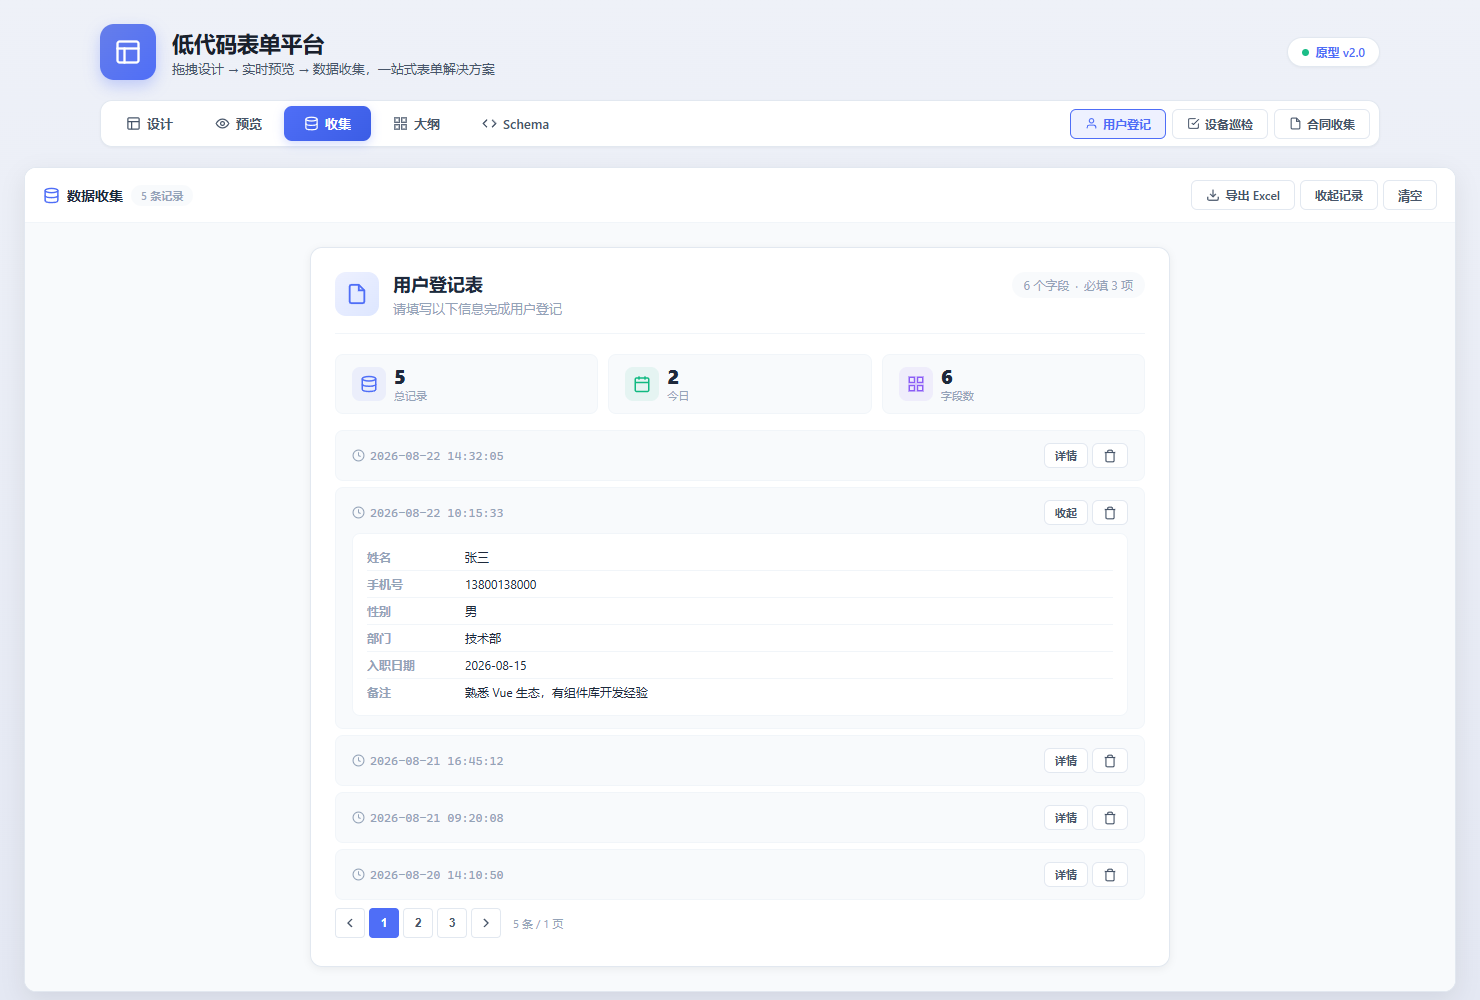 低代码表单平台
拖拽设计 → 实时预览 → 数据收集，一站式表单解决方案
原型 v2.0
设计
预览
收集
大纲
Schema
用户登记
设备巡检
合同收集
数据收集
5 条记录
导出 Excel
收起记录
清空
用户登记表
请填写以下信息完成用户登记
6 个字段 · 必填 3 项
5
总记录
2
今日
6
字段数
2026-08-22 14:32:05
详情
2026-08-22 10:15:33
收起
姓名 张三
手机号 13800138000
性别 男
部门 技术部
入职日期 2026-08-15
备注 熟悉 Vue 生态，有组件库开发经验
2026-08-21 16:45:12
详情
2026-08-21 09:20:08
详情
2026-08-20 14:10:50
详情
1 2 3 5 条 / 1 页